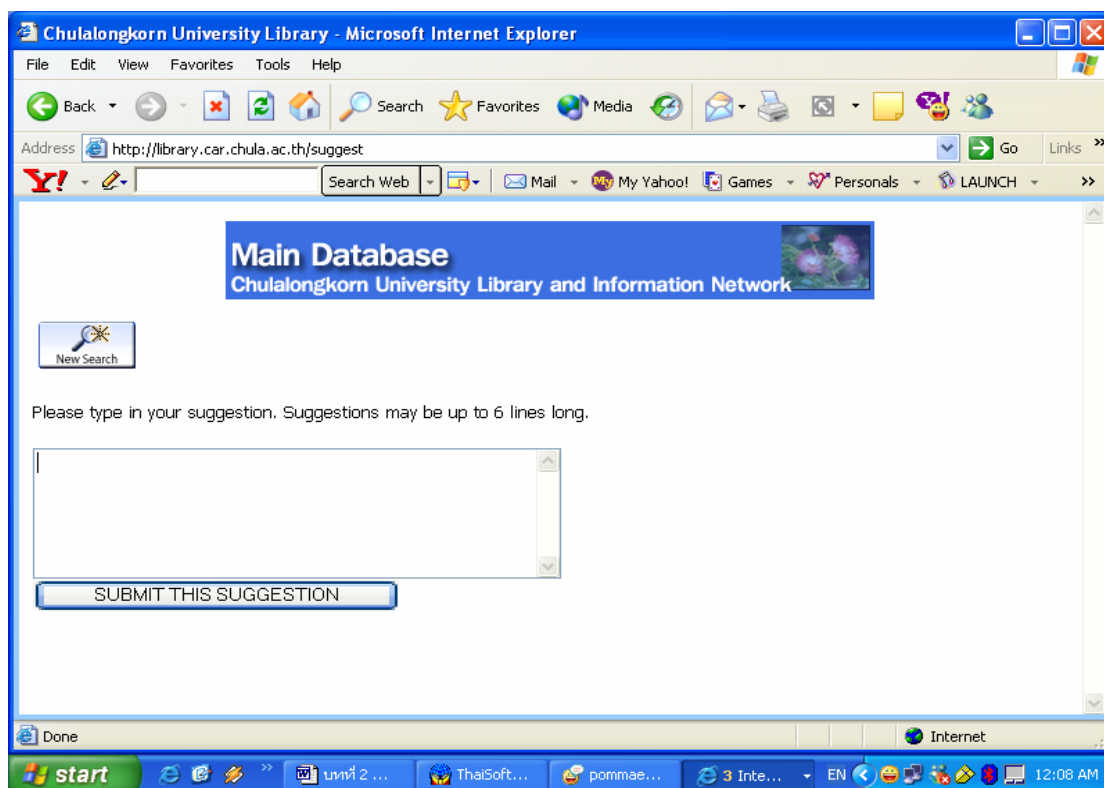 Chulalongkorn University Library - Microsoft Internet Explorer
File Edit View Favorites Tools Help
Back Search Favorites Media
Address http://library.car.chula.ac.th/suggest Go Links »
Y! Search Web Mail My My Yahoo! Games Personals LAUNCH »
Main Database
Chulalongkorn University Library and Information Network
New Search
Please type in your suggestion. Suggestions may be up to 6 lines long.
SUBMIT THIS SUGGESTION
Done Internet
start » บทที่ 2 ... ThaiSoft... pommae... 3 Inte... EN 12:08 AM